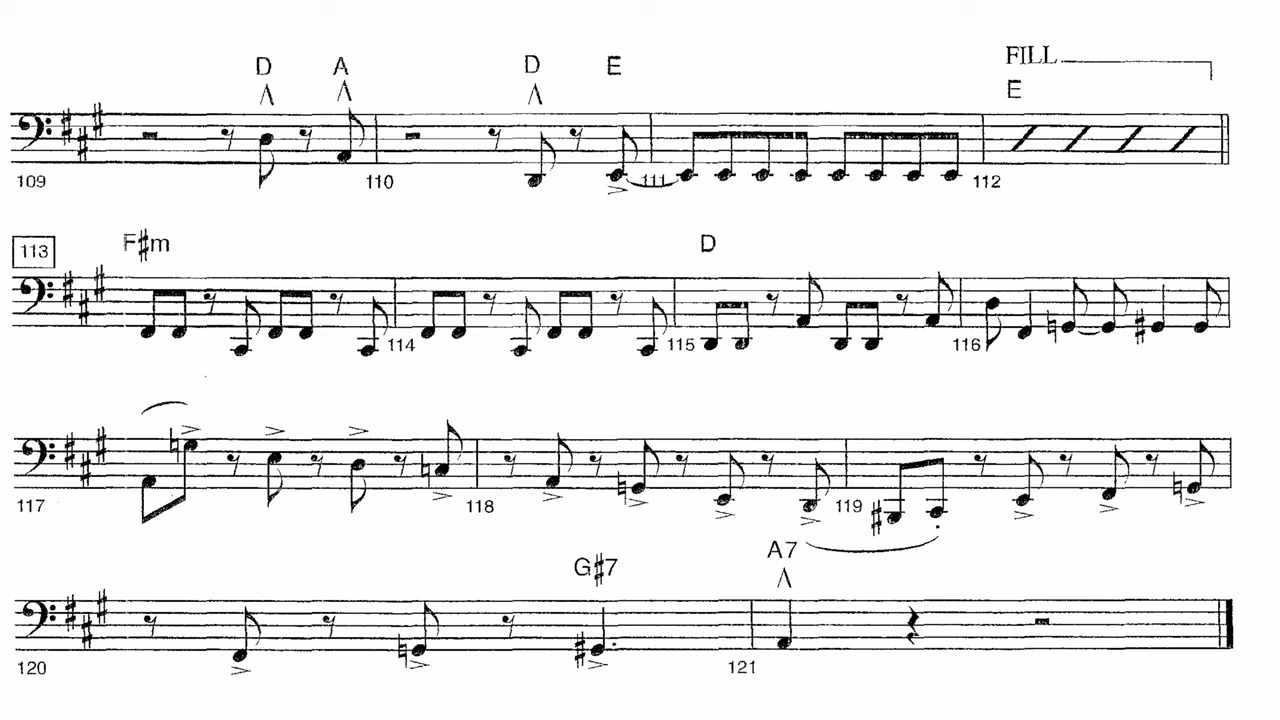 FILL
D A D E E
109 110 111 112
113 F♯m D
114 115 116
117 118 119
G♯7 A7
120 121